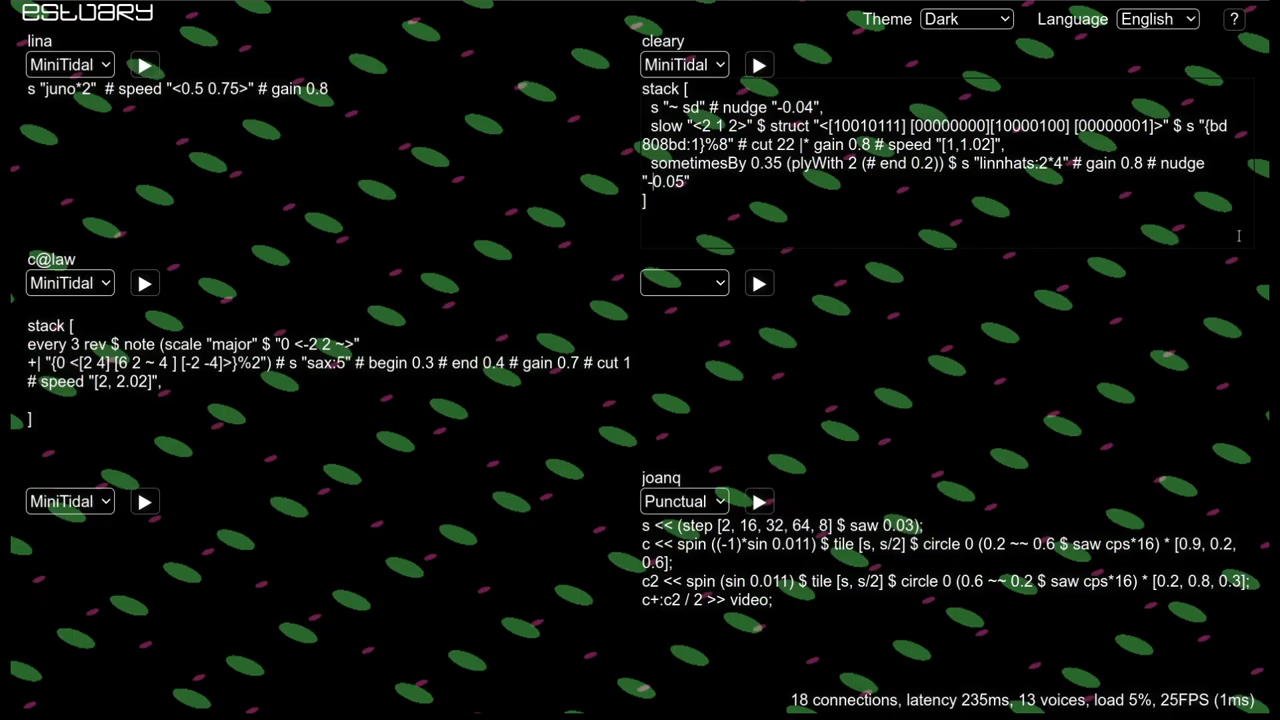 estuary
Theme Dark Language English ?
lina
MiniTidal
s "juno*2"  # speed "<0.5 0.75>" # gain 0.8
cleary
MiniTidal
stack [
s "~ sd" # nudge "-0.04",
slow "<2 1 2>" $ struct "<[10010111] [00000000][10000100] [00000001]>" $ s "{bd
808bd:1}%8" # cut 22 |* gain 0.8 # speed "[1,1.02]",
sometimesBy 0.35 (plyWith 2 (# end 0.2)) $ s "linnhats:2*4" # gain 0.8 # nudge
"-0.05"
]
c@law
MiniTidal
stack [
every 3 rev $ note (scale "major" $ "0 <-2 2 ~>"
+| "{0 <[2 4] [6 2 ~ 4 ] [-2 -4]>}%2") # s "sax:5" # begin 0.3 # end 0.4 # gain 0.7 # cut 1
# speed "[2, 2.02]",
]
MiniTidal
joanq
Punctual
s << (step [2, 16, 32, 64, 8] $ saw 0.03);
c << spin ((-1)*sin 0.011) $ tile [s, s/2] $ circle 0 (0.2 ~~ 0.6 $ saw cps*16) * [0.9, 0.2,
0.6];
c2 << spin (sin 0.011) $ tile [s, s/2] $ circle 0 (0.6 ~~ 0.2 $ saw cps*16) * [0.2, 0.8, 0.3];
c+:c2 / 2 >> video;
18 connections, latency 235ms, 13 voices, load 5%, 25FPS (1ms)